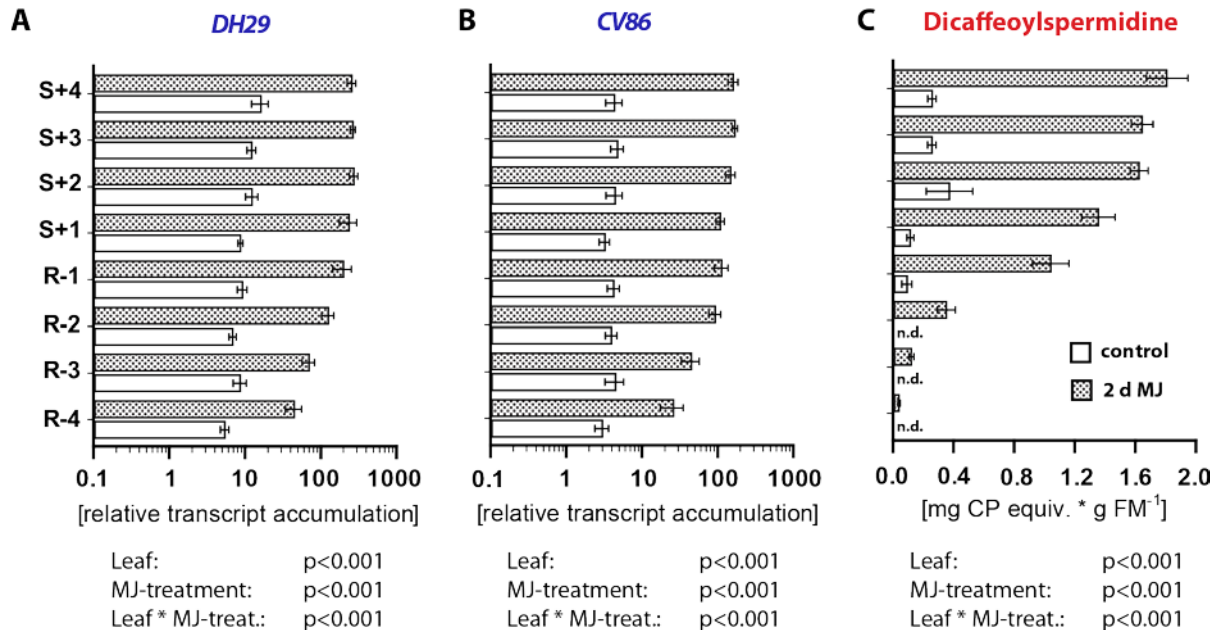 A DH29
B CV86
C Dicaffeoylspermidine
S+4
S+3
S+2
S+1
R-1
R-2
R-3
R-4
n.d.
n.d.
n.d.
control
2 d MJ
0.1 1 10 100 1000
0.1 1 10 100 1000
0.0 0.4 0.8 1.2 1.6 2.0
[relative transcript accumulation]
[relative transcript accumulation]
[mg CP equiv. * g FM⁻¹]
Leaf: p<0.001
MJ-treatment: p<0.001
Leaf * MJ-treat.: p<0.001
Leaf: p<0.001
MJ-treatment: p<0.001
Leaf * MJ-treat.: p<0.001
Leaf: p<0.001
MJ-treatment: p<0.001
Leaf * MJ-treat.: p<0.001